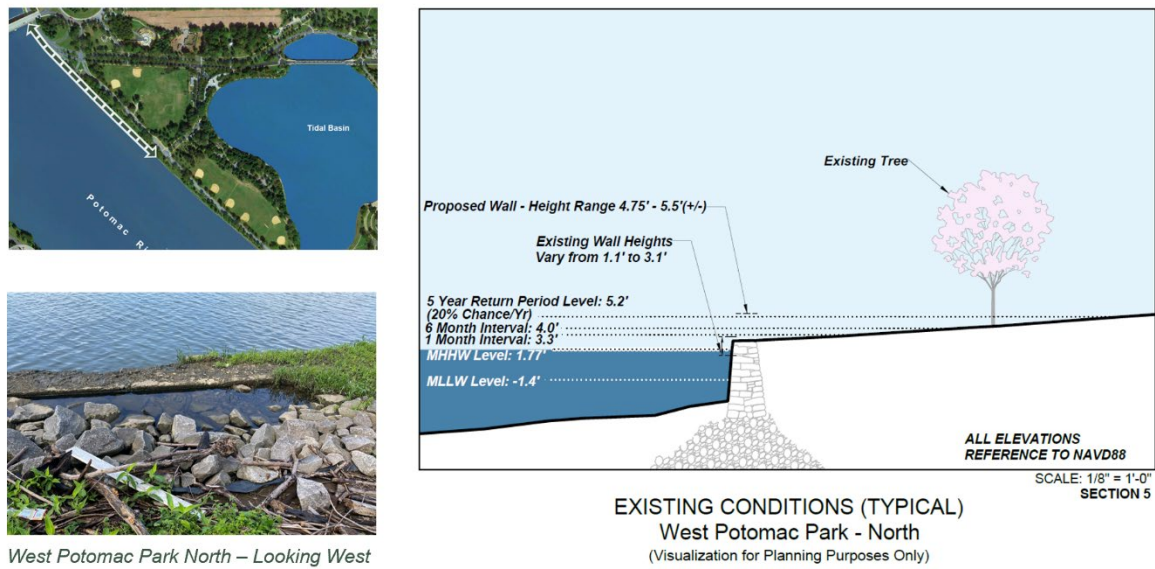 Tidal Basin
Potomac Ri
West Potomac Park North – Looking West
Existing Tree
Proposed Wall - Height Range 4.75' - 5.5'(+/-)
Existing Wall Heights
Vary from 1.1' to 3.1'
5 Year Return Period Level: 5.2'
(20% Chance/Yr)
6 Month Interval: 4.0'
1 Month Interval: 3.3'
MHHW Level: 1.77'
MLLW Level: -1.4'
ALL ELEVATIONS
REFERENCE TO NAVD88
SCALE: 1/8" = 1'-0"
SECTION 5
EXISTING CONDITIONS (TYPICAL)
West Potomac Park - North
(Visualization for Planning Purposes Only)